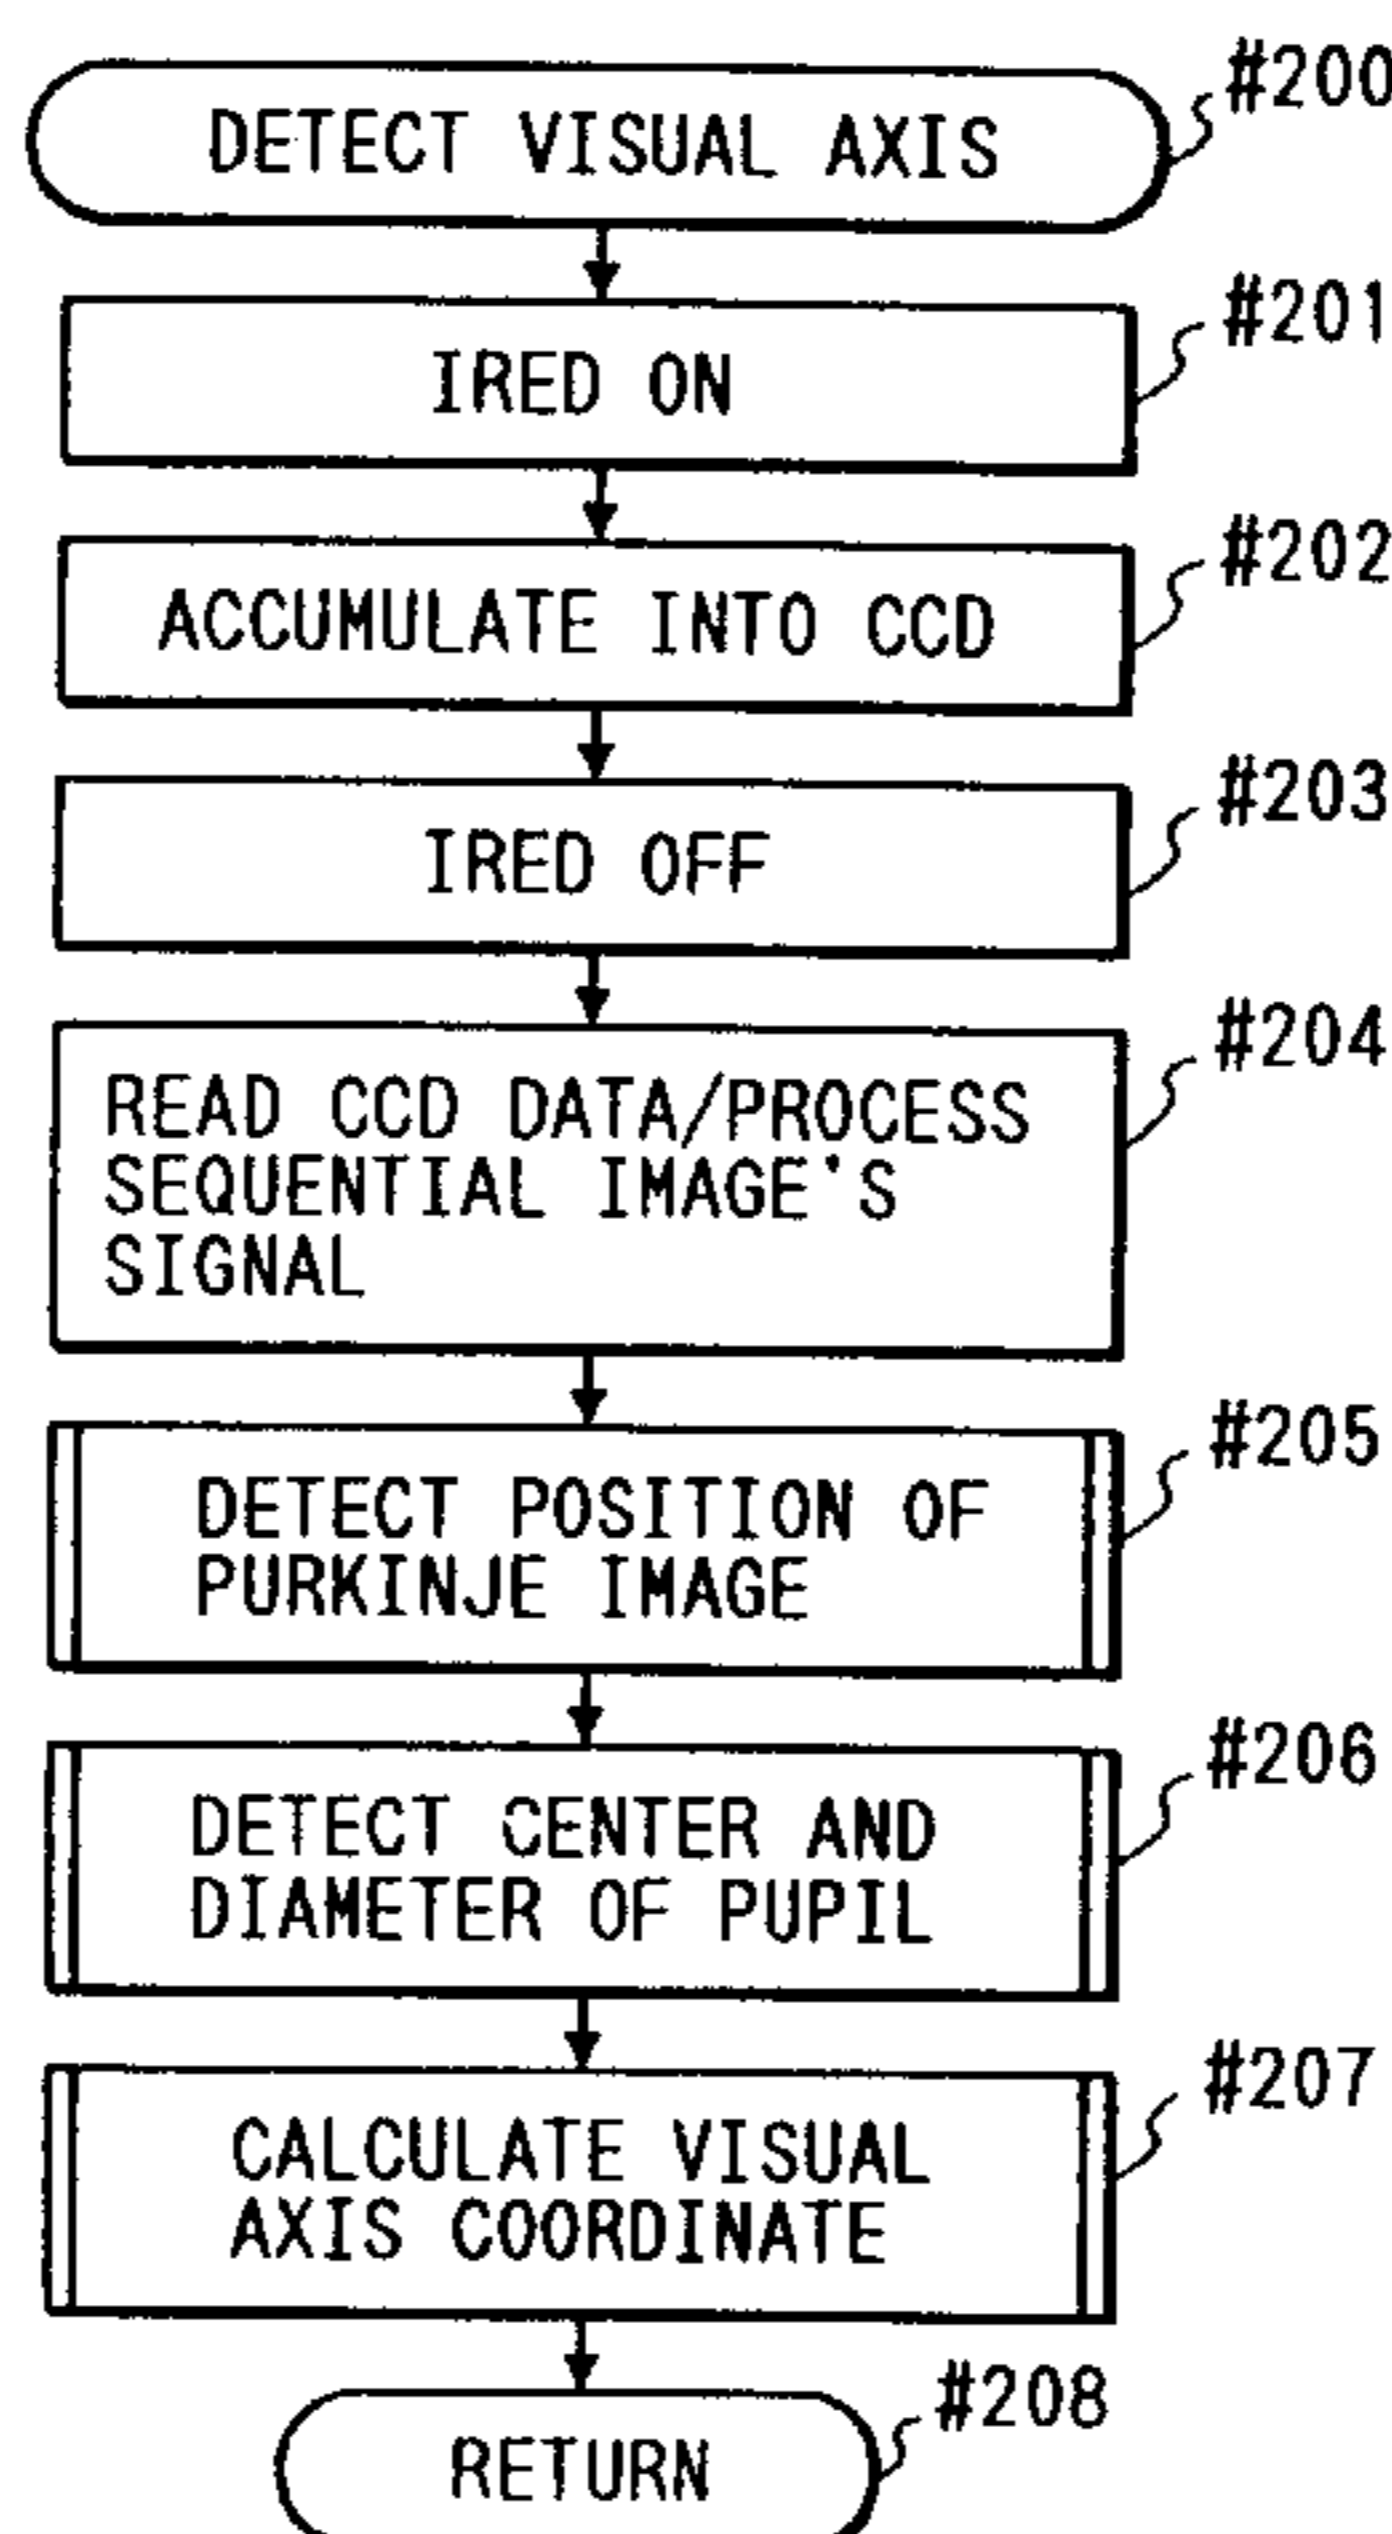 #200
DETECT VISUAL AXIS
#201
IRED ON
#202
ACCUMULATE INTO CCD
#203
IRED OFF
#204
READ CCD DATA/PROCESS
SEQUENTIAL IMAGE'S
SIGNAL
#205
DETECT POSITION OF
PURKINJE IMAGE
#206
DETECT CENTER AND
DIAMETER OF PUPIL
#207
CALCULATE VISUAL
AXIS COORDINATE
#208
RETURN